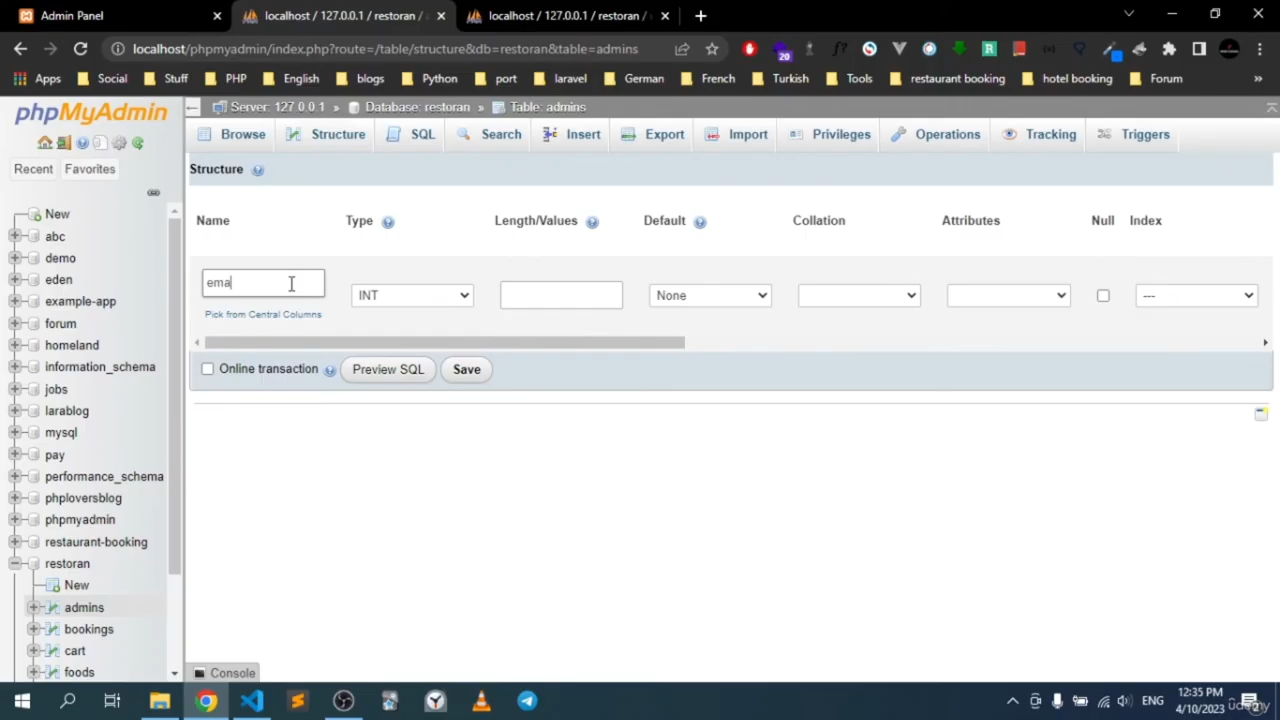 Admin Panel
localhost / 127.0.0.1 / restoran /
localhost / 127.0.0.1 / restoran /
localhost/phpmyadmin/index.php?route=/table/structure&db=restoran&table=admins
20
Apps Social Stuff PHP English blogs Python port laravel German French Turkish Tools restaurant booking hotel booking Forum »
phpMyAdmin
Recent Favorites
New
abc
demo
eden
example-app
forum
homeland
information_schema
jobs
larablog
mysql
pay
performance_schema
phploversblog
phpmyadmin
restaurant-booking
restoran
New
admins
bookings
cart
foods
Server: 127.0.0.1 » Database: restoran » Table: admins
Browse Structure SQL Search Insert Export Import Privileges Operations Tracking Triggers
Structure
Name Type Length/Values Default Collation Attributes Null Index
ema INT None ---
Pick from Central Columns
Online transaction Preview SQL Save
Console
ENG
12:35 PM
4/10/2023
udemy